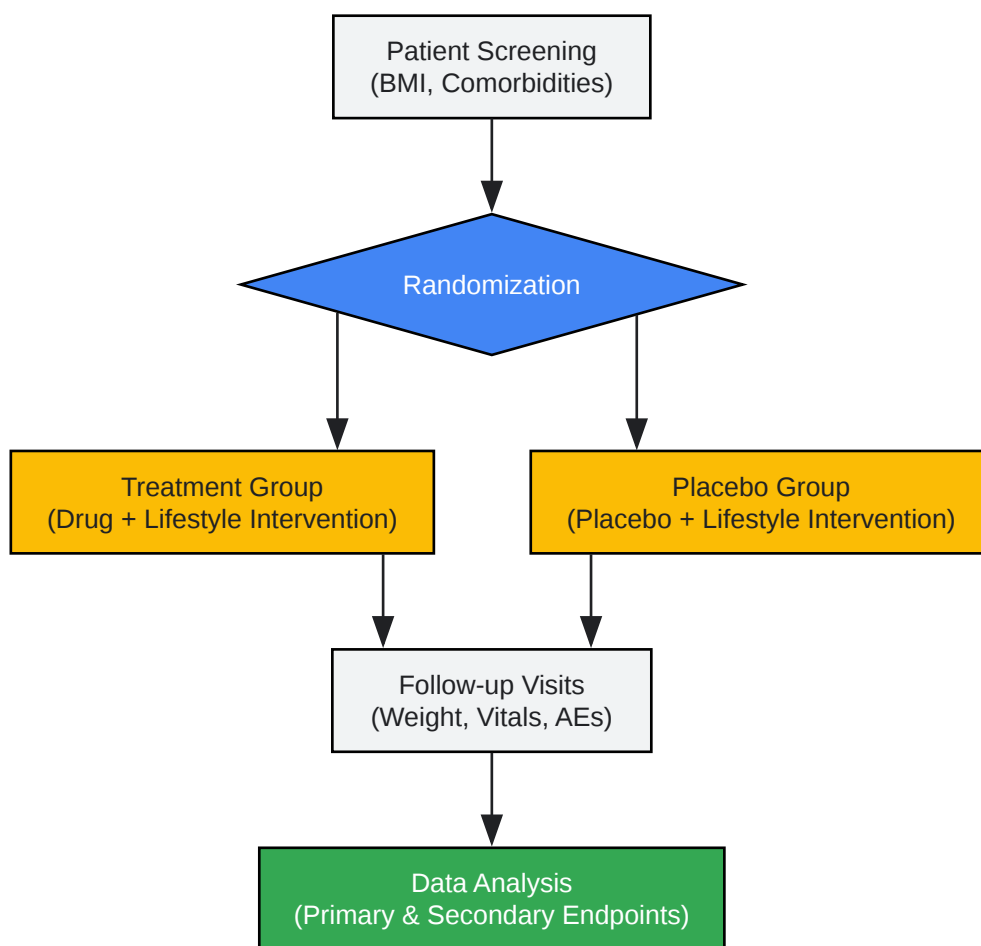 Patient Screening
(BMI, Comorbidities)
Randomization
Treatment Group
(Drug + Lifestyle Intervention)
Placebo Group
(Placebo + Lifestyle Intervention)
Follow-up Visits
(Weight, Vitals, AEs)
Data Analysis
(Primary & Secondary Endpoints)